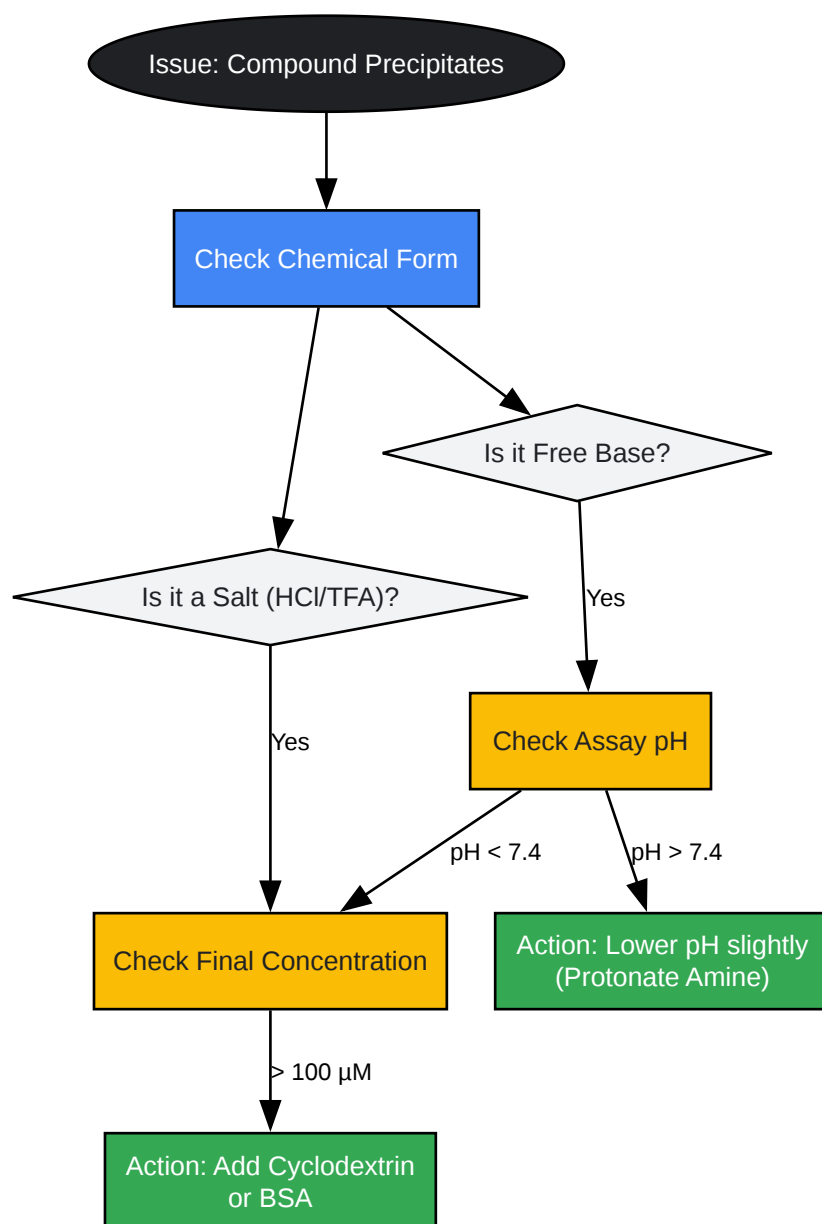 Issue: Compound Precipitates
Check Chemical Form
Is it Free Base?
Is it a Salt (HCl/TFA)?
Yes
Check Assay pH
Yes
pH < 7.4
pH > 7.4
Check Final Concentration
Action: Lower pH slightly
(Protonate Amine)
> 100 µM
Action: Add Cyclodextrin
or BSA